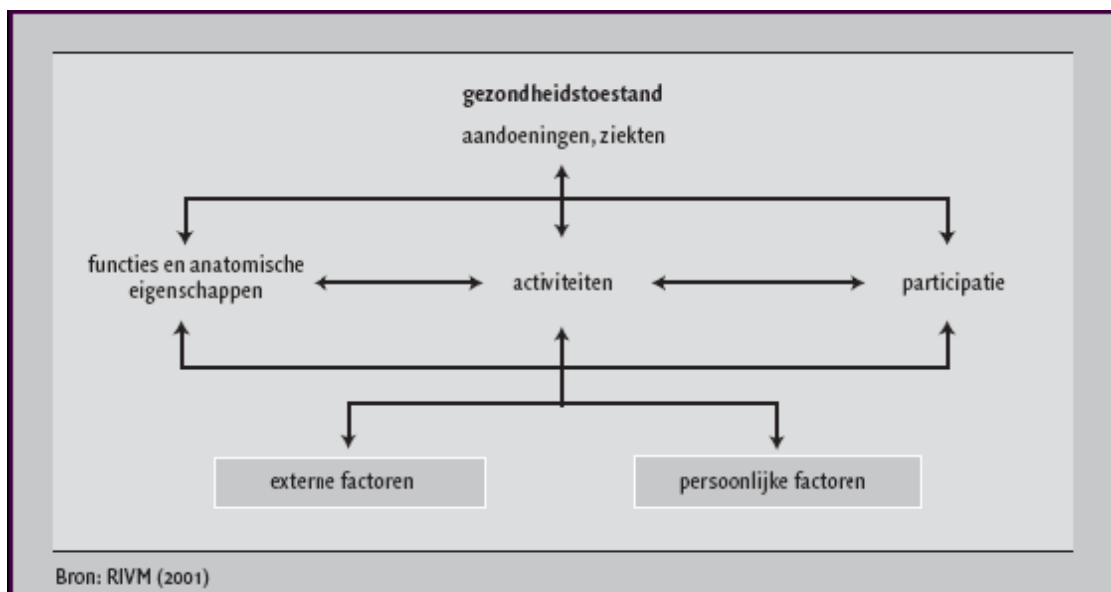 gezondheidstoestand
aandoeningen, ziekten
functies en anatomische
eigenschappen
activiteiten
participatie
externe factoren
persoonlijke factoren
Bron: RIVM (2001)